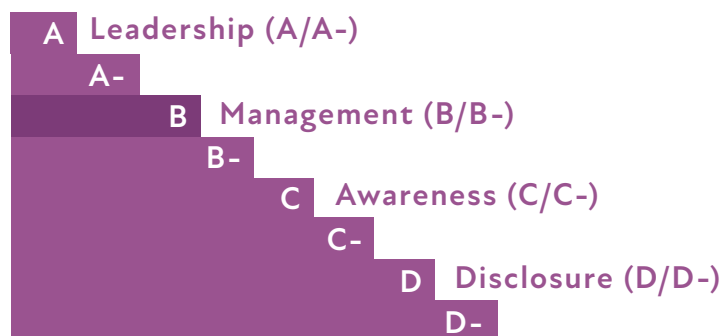 A Leadership (A/A-)
A-
B Management (B/B-)
B-
C Awareness (C/C-)
C-
D Disclosure (D/D-)
D-